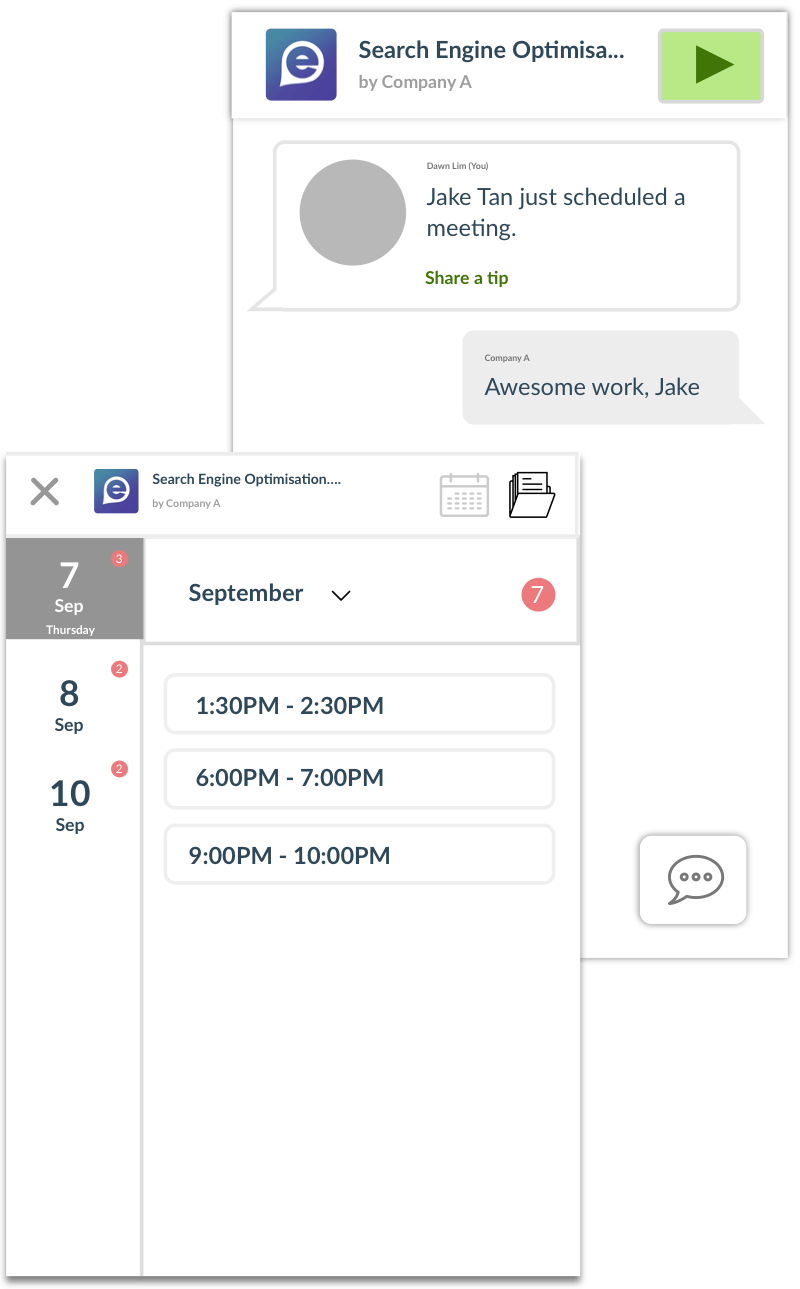 e
Search Engine Optimisa...
by Company A
Dawn Lim (You)
Jake Tan just scheduled a
meeting.
Share a tip
Company A
Awesome work, Jake
e
Search Engine Optimisation....
by Company A
3
7
Sep
Thursday
September
7
2
8
Sep
2
10
Sep
1:30PM - 2:30PM
6:00PM - 7:00PM
9:00PM - 10:00PM